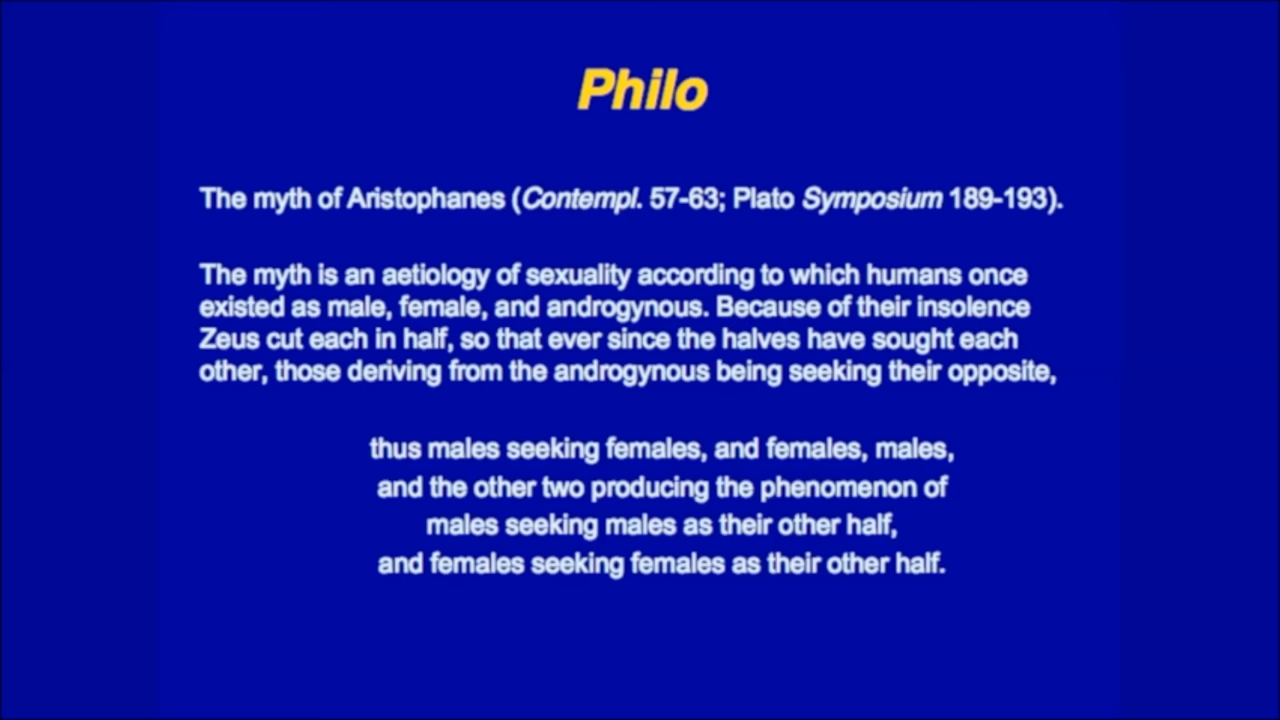 Philo
The myth of Aristophanes (Contempl. 57-63; Plato Symposium 189-193).
The myth is an aetiology of sexuality according to which humans once
existed as male, female, and androgynous. Because of their insolence
Zeus cut each in half, so that ever since the halves have sought each
other, those deriving from the androgynous being seeking their opposite,
thus males seeking females, and females, males,
and the other two producing the phenomenon of
males seeking males as their other half,
and females seeking females as their other half.